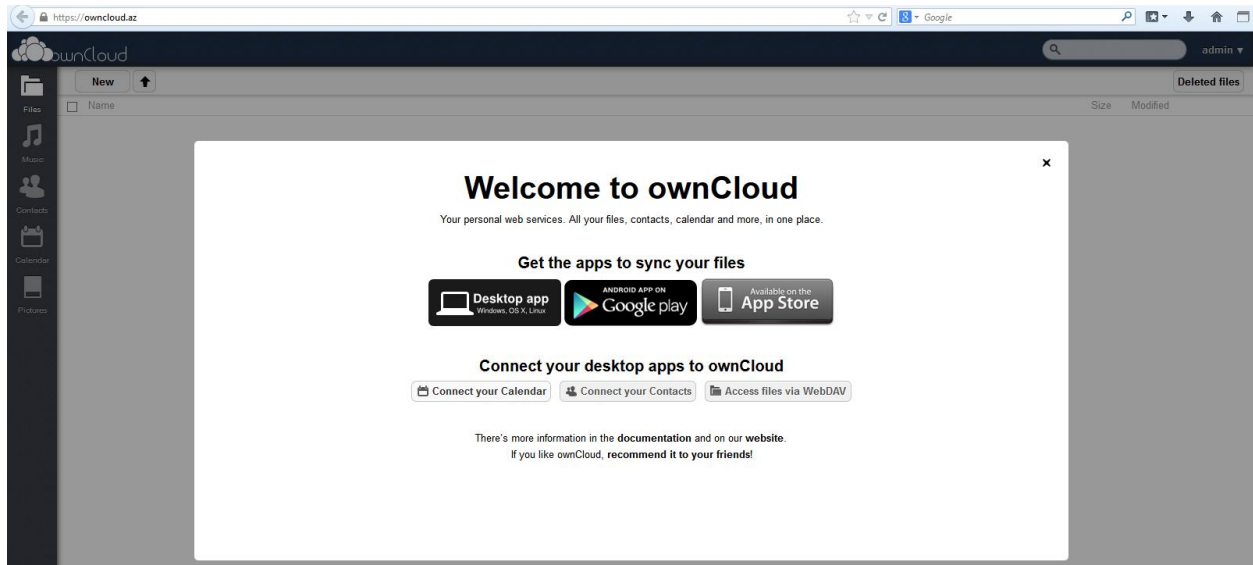 https://owncloud.az
8 Google
ownCloud
admin
New
Deleted files
Files
Name
Size
Modified
Music
Contacts
Calendar
Pictures
Welcome to ownCloud
Your personal web services. All your files, contacts, calendar and more, in one place.
Get the apps to sync your files
Desktop app
Windows, OS X, Linux
ANDROID APP ON
Google play
Available on the
App Store
Connect your desktop apps to ownCloud
Connect your Calendar
Connect your Contacts
Access files via WebDAV
There's more information in the documentation and on our website.
If you like ownCloud, recommend it to your friends!